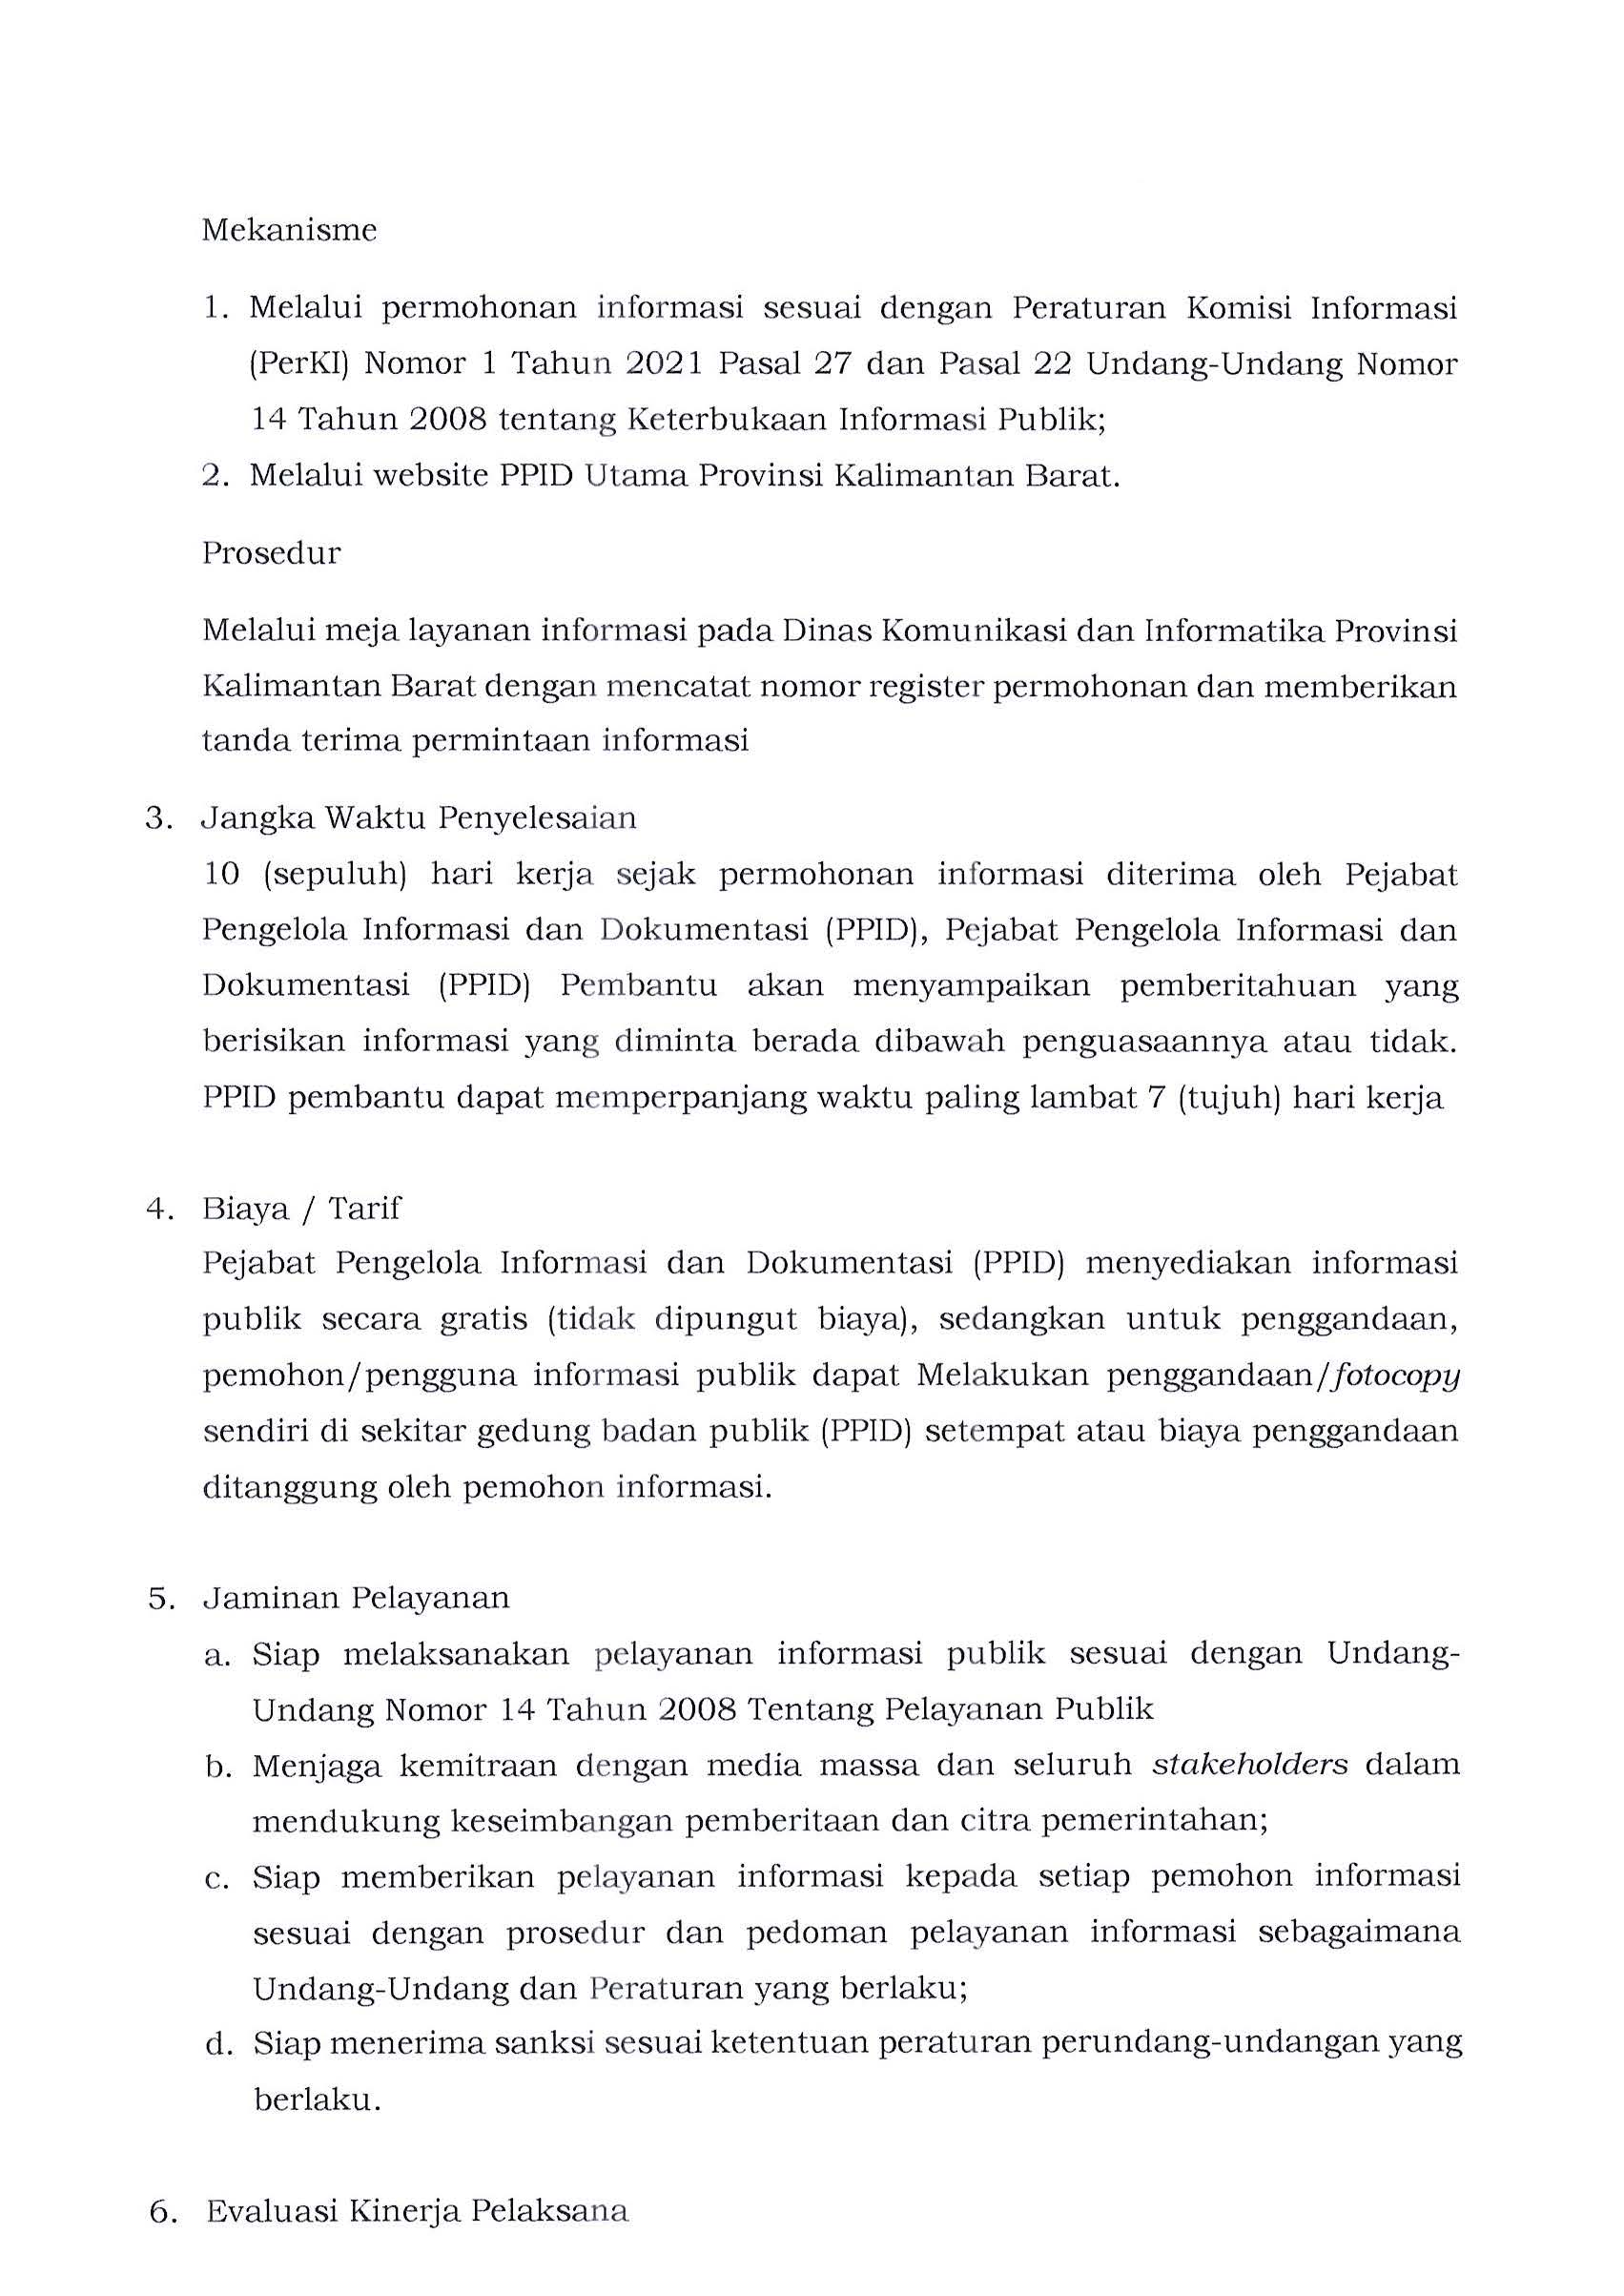 Mekanisme
1. Melalui permohonan informasi sesuai dengan Peraturan Komisi Informasi
(PerKI) Nomor 1 Tahun 2021 Pasal 27 dan Pasal 22 Undang-Undang Nomor
14 Tahun 2008 tentang Keterbukaan Informasi Publik;
2. Melalui website PPID Utama Provinsi Kalimantan Barat.
Prosedur
Melalui meja layanan informasi pada Dinas Komunikasi dan Informatika Provinsi
Kalimantan Barat dengan mencatat nomor register permohonan dan memberikan
tanda terima permintaan informasi
3. Jangka Waktu Penyelesaian
10 (sepuluh) hari kerja sejak permohonan informasi diterima oleh Pejabat
Pengelola Informasi dan Dokumentasi (PPID), Pejabat Pengelola Informasi dan
Dokumentasi (PPID) Pembantu akan menyampaikan pemberitahuan yang
berisikan informasi yang diminta berada dibawah penguasaannya atau tidak.
PPID pembantu dapat memperpanjang waktu paling lambat 7 (tujuh) hari kerja
4. Biaya / Tarif
Pejabat Pengelola Informasi dan Dokumentasi (PPID) menyediakan informasi
publik secara gratis (tidak dipungut biaya), sedangkan untuk penggandaan,
pemohon/pengguna informasi publik dapat Melakukan penggandaan/fotocopy
sendiri di sekitar gedung badan publik (PPID) setempat atau biaya penggandaan
ditanggung oleh pemohon informasi.
5. Jaminan Pelayanan
a. Siap melaksanakan pelayanan informasi publik sesuai dengan Undang-
Undang Nomor 14 Tahun 2008 Tentang Pelayanan Publik
b. Menjaga kemitraan dengan media massa dan seluruh stakeholders dalam
mendukung keseimbangan pemberitaan dan citra pemerintahan;
c. Siap memberikan pelayanan informasi kepada setiap pemohon informasi
sesuai dengan prosedur dan pedoman pelayanan informasi sebagaimana
Undang-Undang dan Peraturan yang berlaku;
d. Siap menerima sanksi sesuai ketentuan peraturan perundang-undangan yang
berlaku.
6. Evaluasi Kinerja Pelaksana